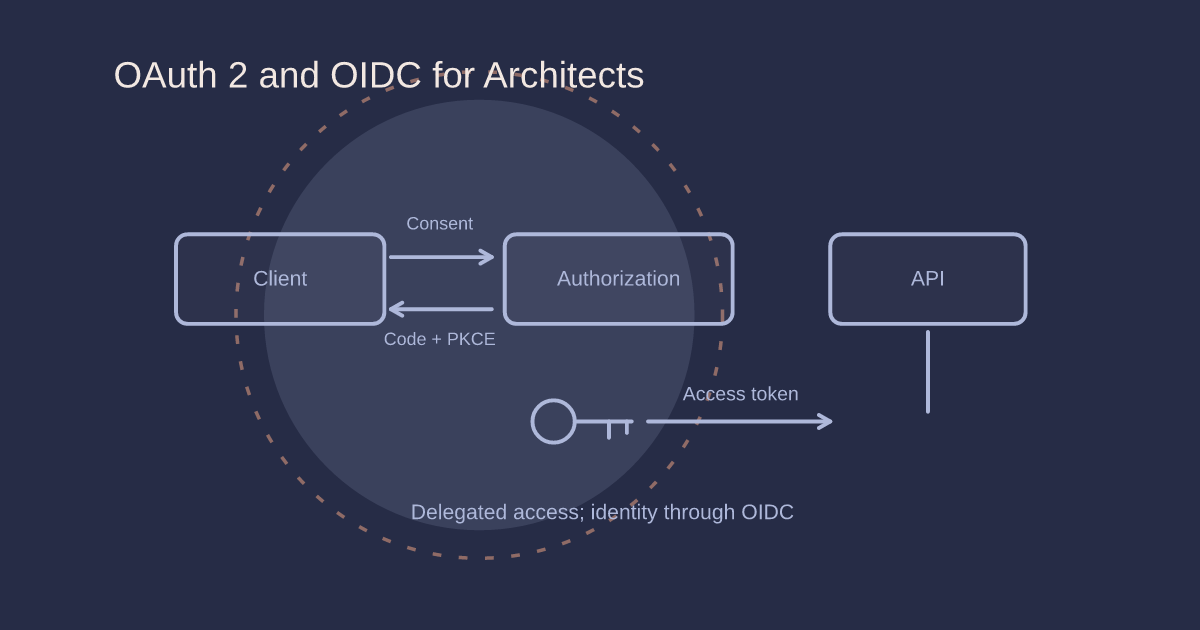 OAuth 2 and OIDC for Architects
Consent
Client
Authorization
API
Code + PKCE
Access token
Delegated access; identity through OIDC